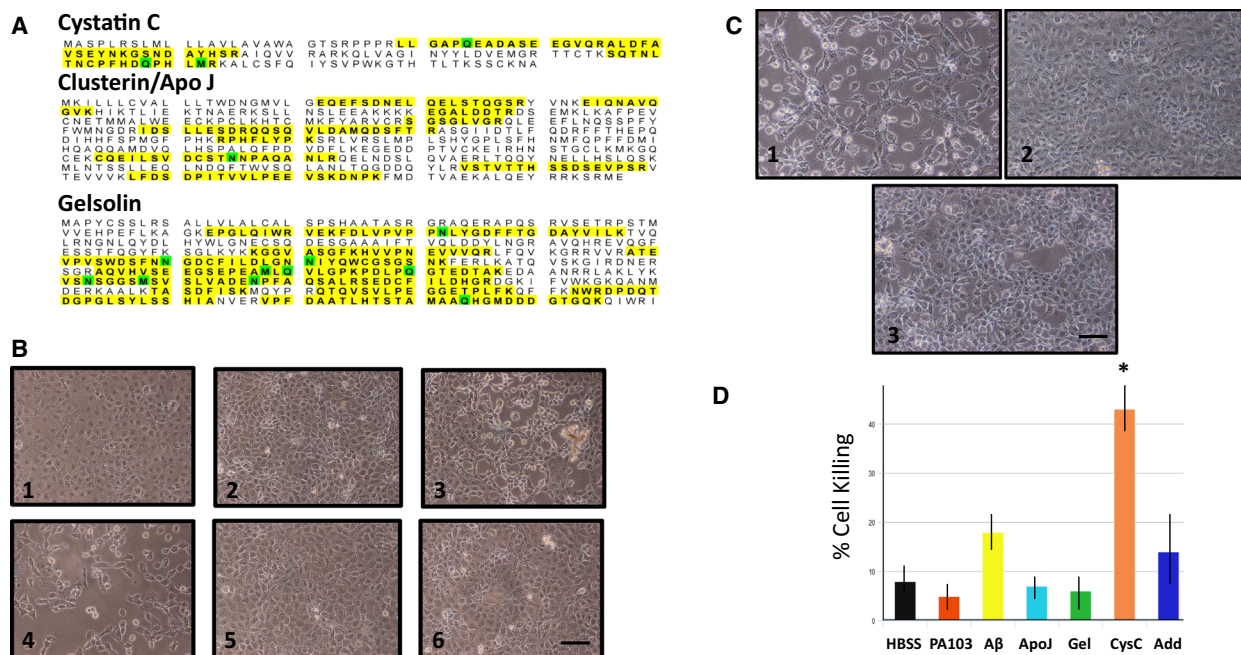 A
Cystatin C
MASPLRSLML LLAVLAVAWA GTSRPPPRLL GAPQEADASE EGVQRALDFA
VSEYNKGSND AYHSRAIQVV RARKQLVAGI NYYLDVEMGR TTCTKSQTNL
TNCPFHDQPH LMRKALCSFQ IYSVPWKGTH TLTKSSCKNA
Clusterin/Apo J
MKILLLCVAL LLTWDNGMVL GEQEFSDNEL QELSTQGSRY VNKEIQNAVQ
GVKHIKTLIE KTNAERKSLL NSLEEAKKKK EGALDDTRDS EMKLKAFPEV
CNETMMALWE ECKPCLKHTC MKFYARVCRS GSGLVGRQLE EFLNQSSPFY
FWMNGDRIDS LLESDRQQSQ VLDAMQDSFT RASGIIDTLF QDRFFTHEPQ
DIHHFSPMGF PHKRPHFLYP KSRLVRSLMP LSHYGPLSFH NMFQPFFDMI
HQAQQAMDVQ LHSPALQFPD VDFLKEGEDD PTVCKEIRHN STGCLKMKGQ
CEKCQEILSV DCSTNNPAQA NLRQELNDSL QVAERLTQQY NELLHSLQSK
MLNTSSLLEQ LNDQFTWVSQ LANLTQGDDQ YLRVSTVTTH SSDSEVPSRV
TEVVVKLFDS DPITVVLPEE VSKDNPKFMD TVAEKALQEY RRKSRME
Gelsolin
MAPYCSSLRS ALLVLALCAL SPSHAATASR GRAQERAPQS RVSETRPSTM
VVEHPEFLKA GKEPGLQIWR VEKFDLVPVP PNLYGDFFTG DAYVILKTVQ
LRNGNLQYDL HYWLGNECSQ DESGAAAIFT VQLDDYLNGR AVQHREVQGF
ESSTFQGYFK SGLKYKKGGV ASGFKHVVPN EVVVQRLFQV KGRRVVRATE
VPVSWDSFNN GDCFILDLGN NIYQWCGSGS NKFERLKATQ VSKGIRDNER
SGRAQVHVSE EGSEPEAMLQ VLGPKPDLPQ GTEDTAKEDA ANRRLAKLYK
VSNSGGSMSV SLVADENPFA QSALRSEDCF ILDHGRDGKI FVWKGKQANM
DERKAALKTA SDFISKMQYP RQTQVSVLPE GGETPLFKQF FKNWRDPDQT
DGPGLSYLSS HIANVERVPF DAATLHTSTA MAAQHGMDDD GTGQKQIWRI
B
1
2
3
4
5
6
C
1
2
3
D
% Cell Killing
40
30
20
10
0
*
HBSS PA103 Aβ ApoJ Gel CysC Add